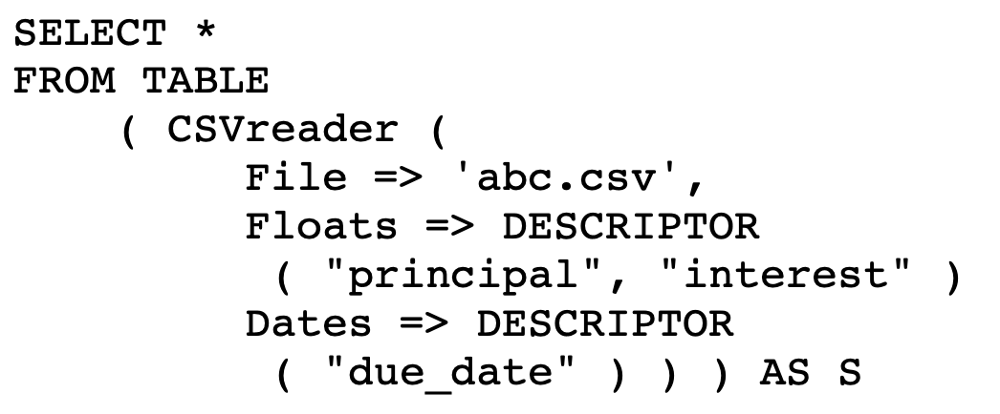 SELECT *
FROM TABLE
( CSVreader (
File => 'abc.csv',
Floats => DESCRIPTOR
( "principal", "interest" )
Dates => DESCRIPTOR
( "due_date" ) ) ) AS S